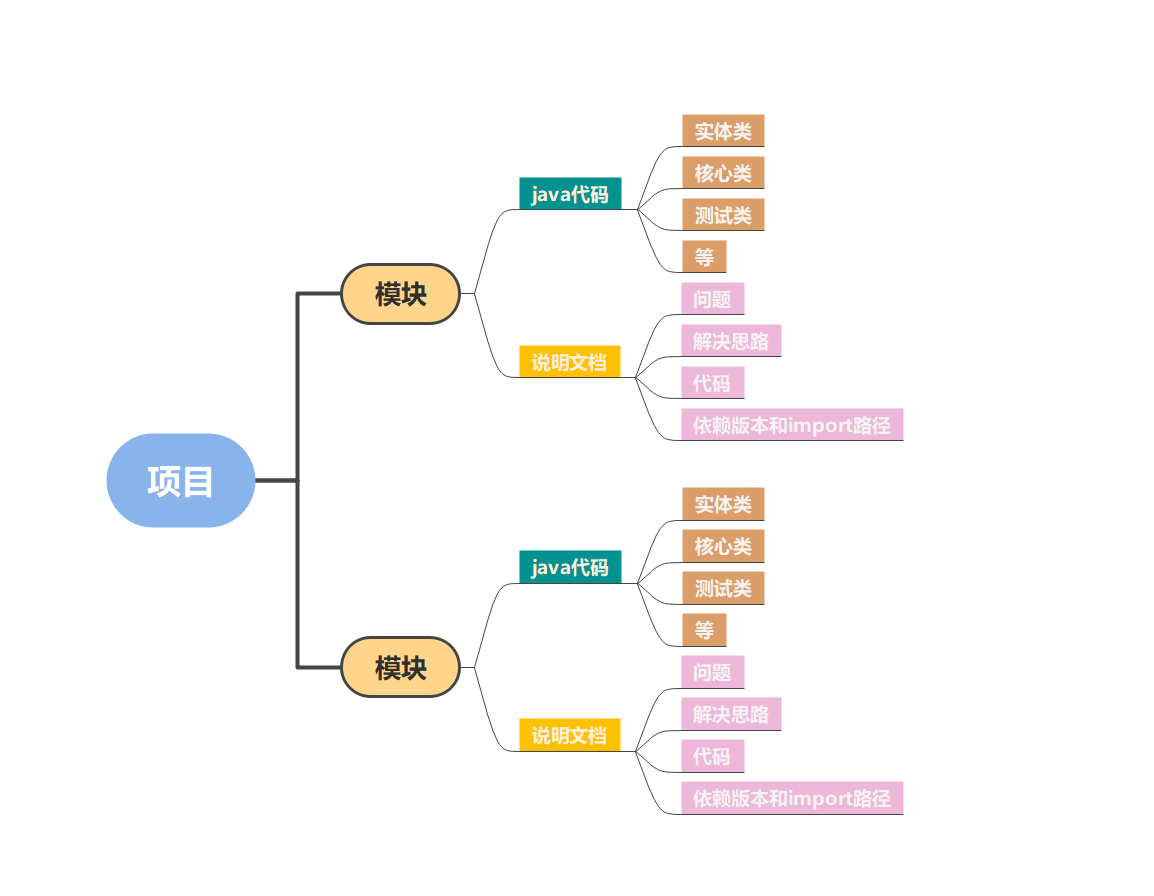 项目
模块
java代码
实体类
核心类
测试类
等
说明文档
问题
解决思路
代码
依赖版本和import路径
模块
java代码
实体类
核心类
测试类
等
说明文档
问题
解决思路
代码
依赖版本和import路径